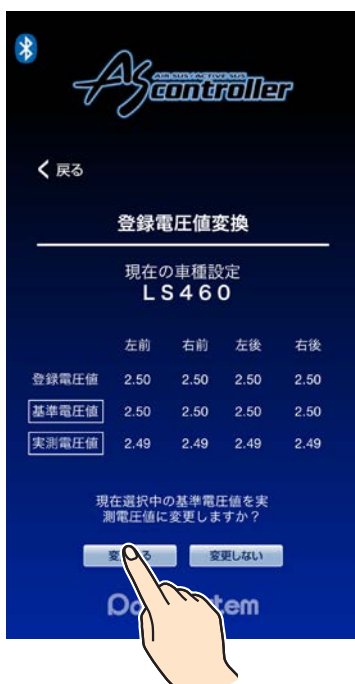 AIR SUS/ACTIVE SUS
AS controller
戻る
登録電圧値変換
現在の車種設定
LS460
左前 右前 左後 右後
登録電圧値 2.50 2.50 2.50 2.50
基準電圧値 2.50 2.50 2.50 2.50
実測電圧値 2.49 2.49 2.49 2.49
現在選択中の基準電圧値を実
測電圧値に変更しますか？
変 る 変更しない
em